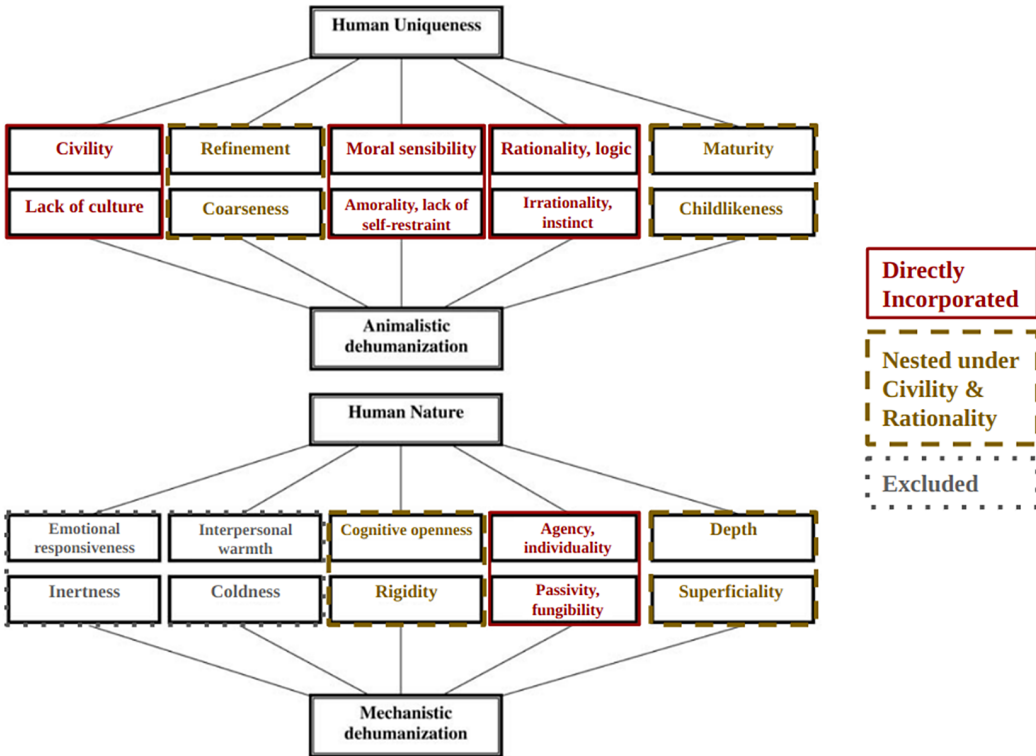 Human Uniqueness
Civility
Refinement
Moral sensibility
Rationality, logic
Maturity
Lack of culture
Coarseness
Amorality, lack of
self-restraint
Irrationality,
instinct
Childlikeness
Animalistic
dehumanization
Directly
Incorporated
Nested under
Civility &
Rationality
Excluded
Human Nature
Emotional
responsiveness
Interpersonal
warmth
Cognitive openness
Agency,
individuality
Depth
Inertness
Coldness
Rigidity
Passivity,
fungibility
Superficiality
Mechanistic
dehumanization